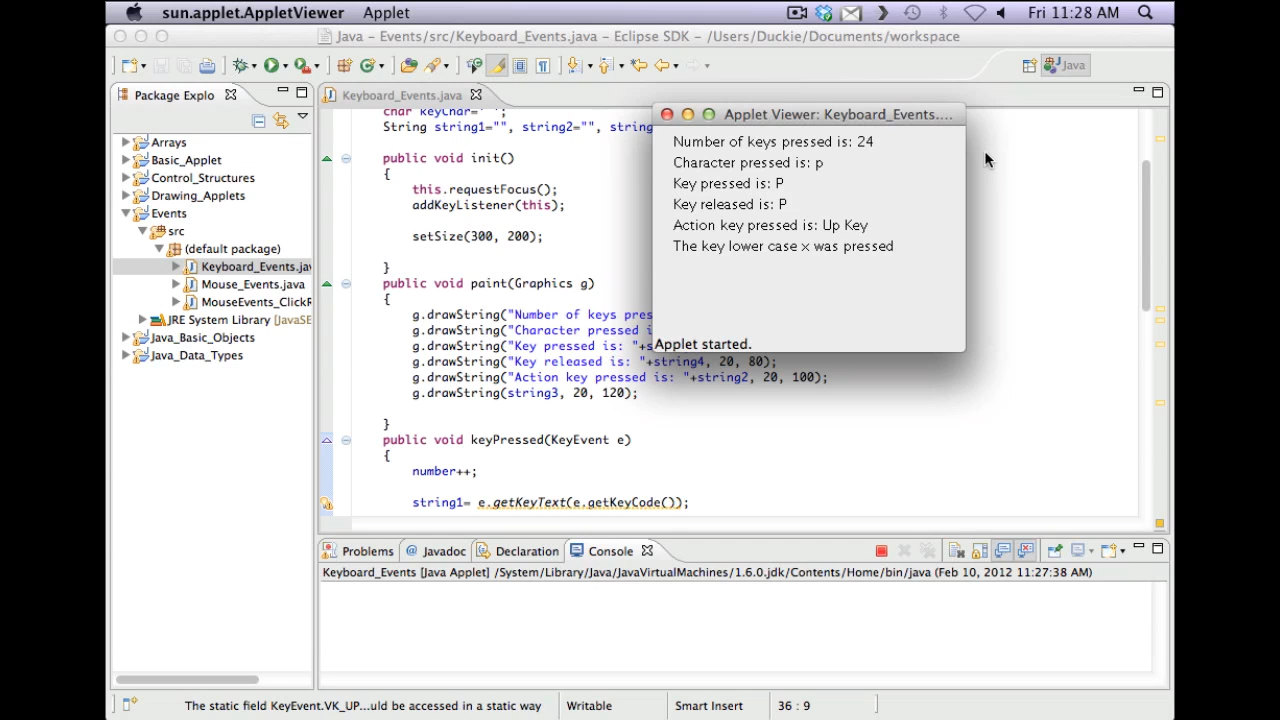 sun.applet.AppletViewer Applet Fri 11:28 AM
Java – Events/src/Keyboard_Events.java – Eclipse SDK – /Users/Duckie/Documents/workspace
Java
Package Explo
Arrays
Basic_Applet
Control_Structures
Drawing_Applets
Events
src
(default package)
Keyboard_Events.jav
Mouse_Events.java
MouseEvents_ClickR
JRE System Library [JavaSE
Java_Basic_Objects
Java_Data_Types
Keyboard_Events.java
char keyChar=' ';
String string1="", string2="", string
public void init()
{
this.requestFocus();
addKeyListener(this);
setSize(300, 200);
}
public void paint(Graphics g)
{
g.drawString("Number of keys pres
g.drawString("Character pressed i
g.drawString("Key pressed is: "+s
g.drawString("Key released is: "+string4, 20, 80);
g.drawString("Action key pressed is: "+string2, 20, 100);
g.drawString(string3, 20, 120);
}
public void keyPressed(KeyEvent e)
{
number++;
string1= e.getKeyText(e.getKeyCode());
Applet Viewer: Keyboard_Events....
Number of keys pressed is: 24
Character pressed is: p
Key pressed is: P
Key released is: P
Action key pressed is: Up Key
The key lower case x was pressed
Applet started.
Problems @ Javadoc Declaration Console
Keyboard_Events [Java Applet] /System/Library/Java/JavaVirtualMachines/1.6.0.jdk/Contents/Home/bin/java (Feb 10, 2012 11:27:38 AM)
The static field KeyEvent.VK_UP...uld be accessed in a static way Writable Smart Insert 36 : 9